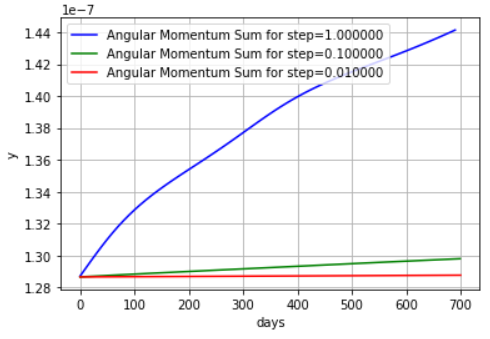 1e−7
Angular Momentum Sum for step=1.000000
Angular Momentum Sum for step=0.100000
Angular Momentum Sum for step=0.010000
1.44
1.42
1.40
1.38
1.36
1.34
1.32
1.30
1.28
y
0 100 200 300 400 500 600 700
days